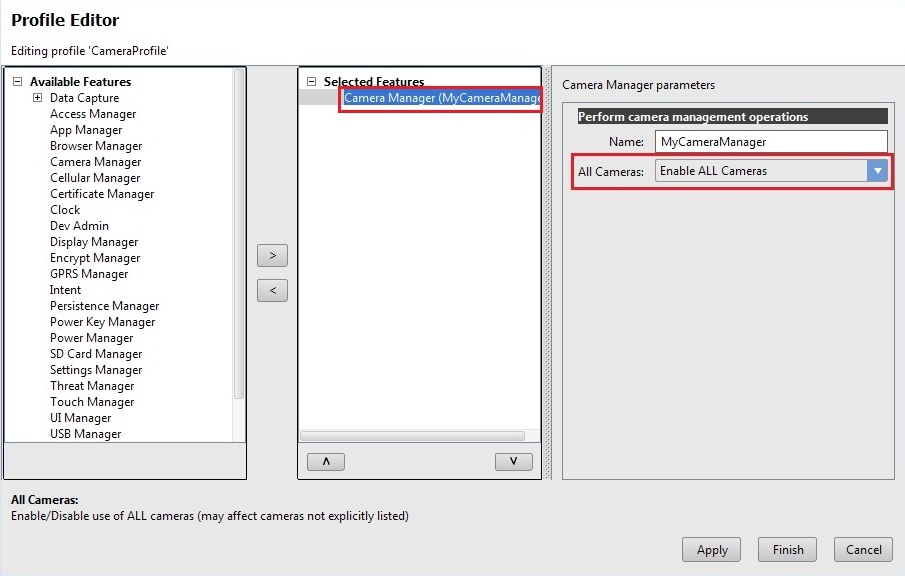 Profile Editor
Editing profile 'CameraProfile'
Available Features
Data Capture
Access Manager
App Manager
Browser Manager
Camera Manager
Cellular Manager
Certificate Manager
Clock
Dev Admin
Display Manager
Encrypt Manager
GPRS Manager
Intent
Persistence Manager
Power Key Manager
Power Manager
SD Card Manager
Settings Manager
Threat Manager
Touch Manager
UI Manager
USB Manager
>
<
Selected Features
Camera Manager (MyCameraManage
Λ
V
Camera Manager parameters
Perform camera management operations
Name: MyCameraManager
All Cameras: Enable ALL Cameras
All Cameras:
Enable/Disable use of ALL cameras (may affect cameras not explicitly listed)
Apply Finish Cancel